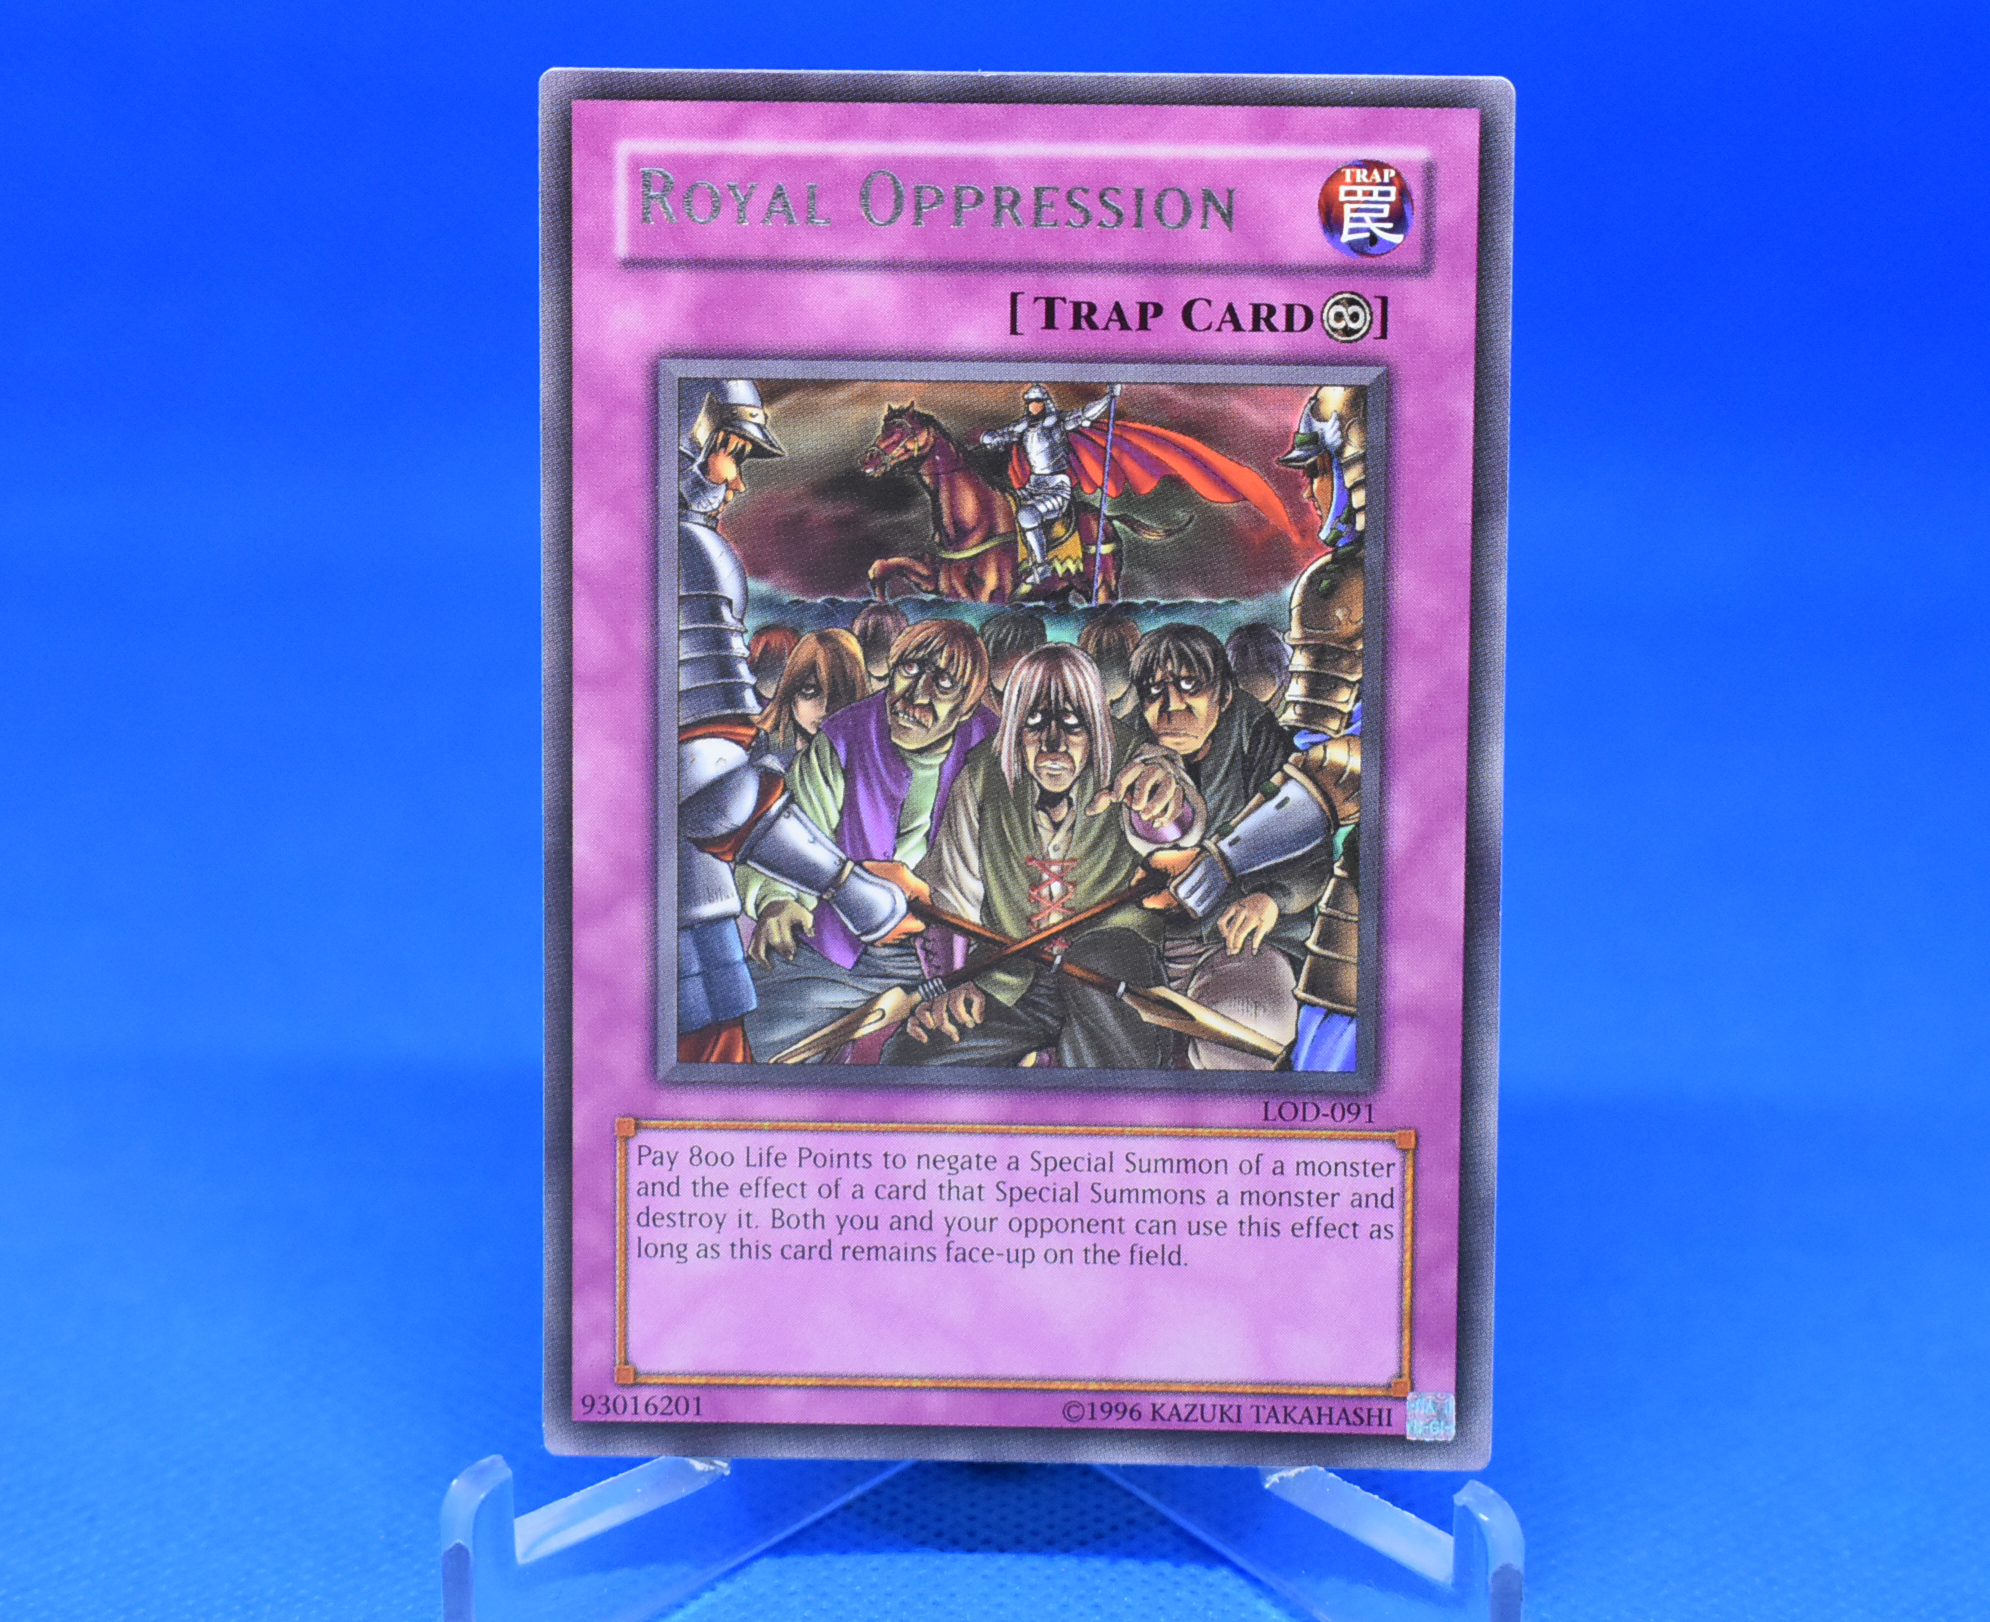 ROYAL OPPRESSION
TRAP
罠
[TRAP CARD]
LOD-091
Pay 800 Life Points to negate a Special Summon of a monster
and the effect of a card that Special Summons a monster and
destroy it. Both you and your opponent can use this effect as
long as this card remains face-up on the field.
93016201
©1996 KAZUKI TAKAHASHI